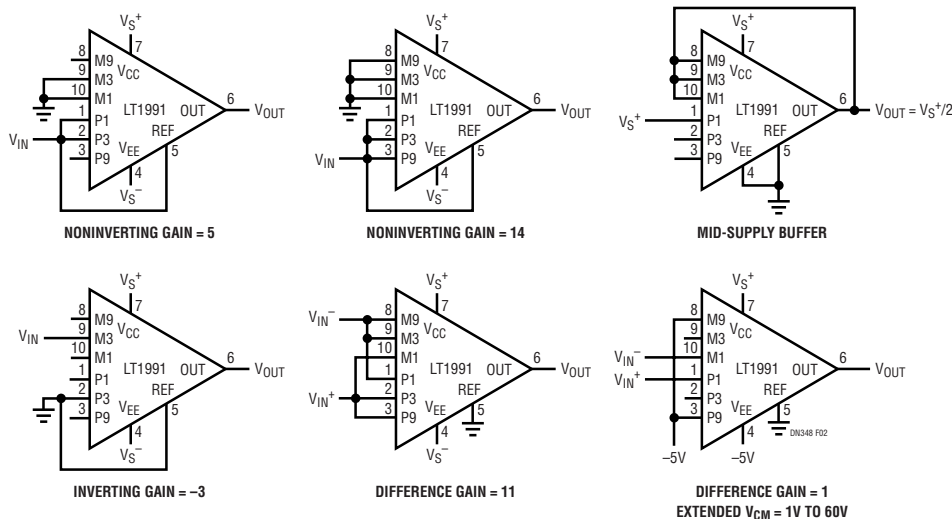 VS+
7
8
M9
9
M3
VCC
10
M1
LT1991
OUT
6
VOUT
1
P1
VIN
2
P3
REF
3
P9
VEE
5
4
VS−
NONINVERTING GAIN = 5
VS+
7
8
M9
9
M3
VCC
10
M1
LT1991
OUT
6
VOUT
1
P1
2
P3
REF
VIN
3
P9
VEE
5
4
VS−
NONINVERTING GAIN = 14
VS+
7
8
M9
9
M3
VCC
10
M1
LT1991
OUT
6
VOUT = VS+/2
VS+
1
P1
2
P3
REF
3
P9
VEE
5
4
MID-SUPPLY BUFFER
VS+
7
8
M9
VIN
9
M3
VCC
10
M1
LT1991
OUT
6
VOUT
1
P1
2
P3
REF
3
P9
VEE
5
4
VS−
INVERTING GAIN = −3
VS+
7
VIN−
8
M9
9
M3
VCC
10
M1
LT1991
OUT
6
VOUT
1
P1
VIN+
2
P3
REF
3
P9
VEE
5
4
VS−
DIFFERENCE GAIN = 11
VS+
7
8
M9
9
M3
VCC
VIN−
10
M1
LT1991
OUT
6
VOUT
VIN+
1
P1
2
P3
REF
3
P9
VEE
5
4
DN348 F02
−5V
−5V
DIFFERENCE GAIN = 1
EXTENDED VCM = 1V TO 60V